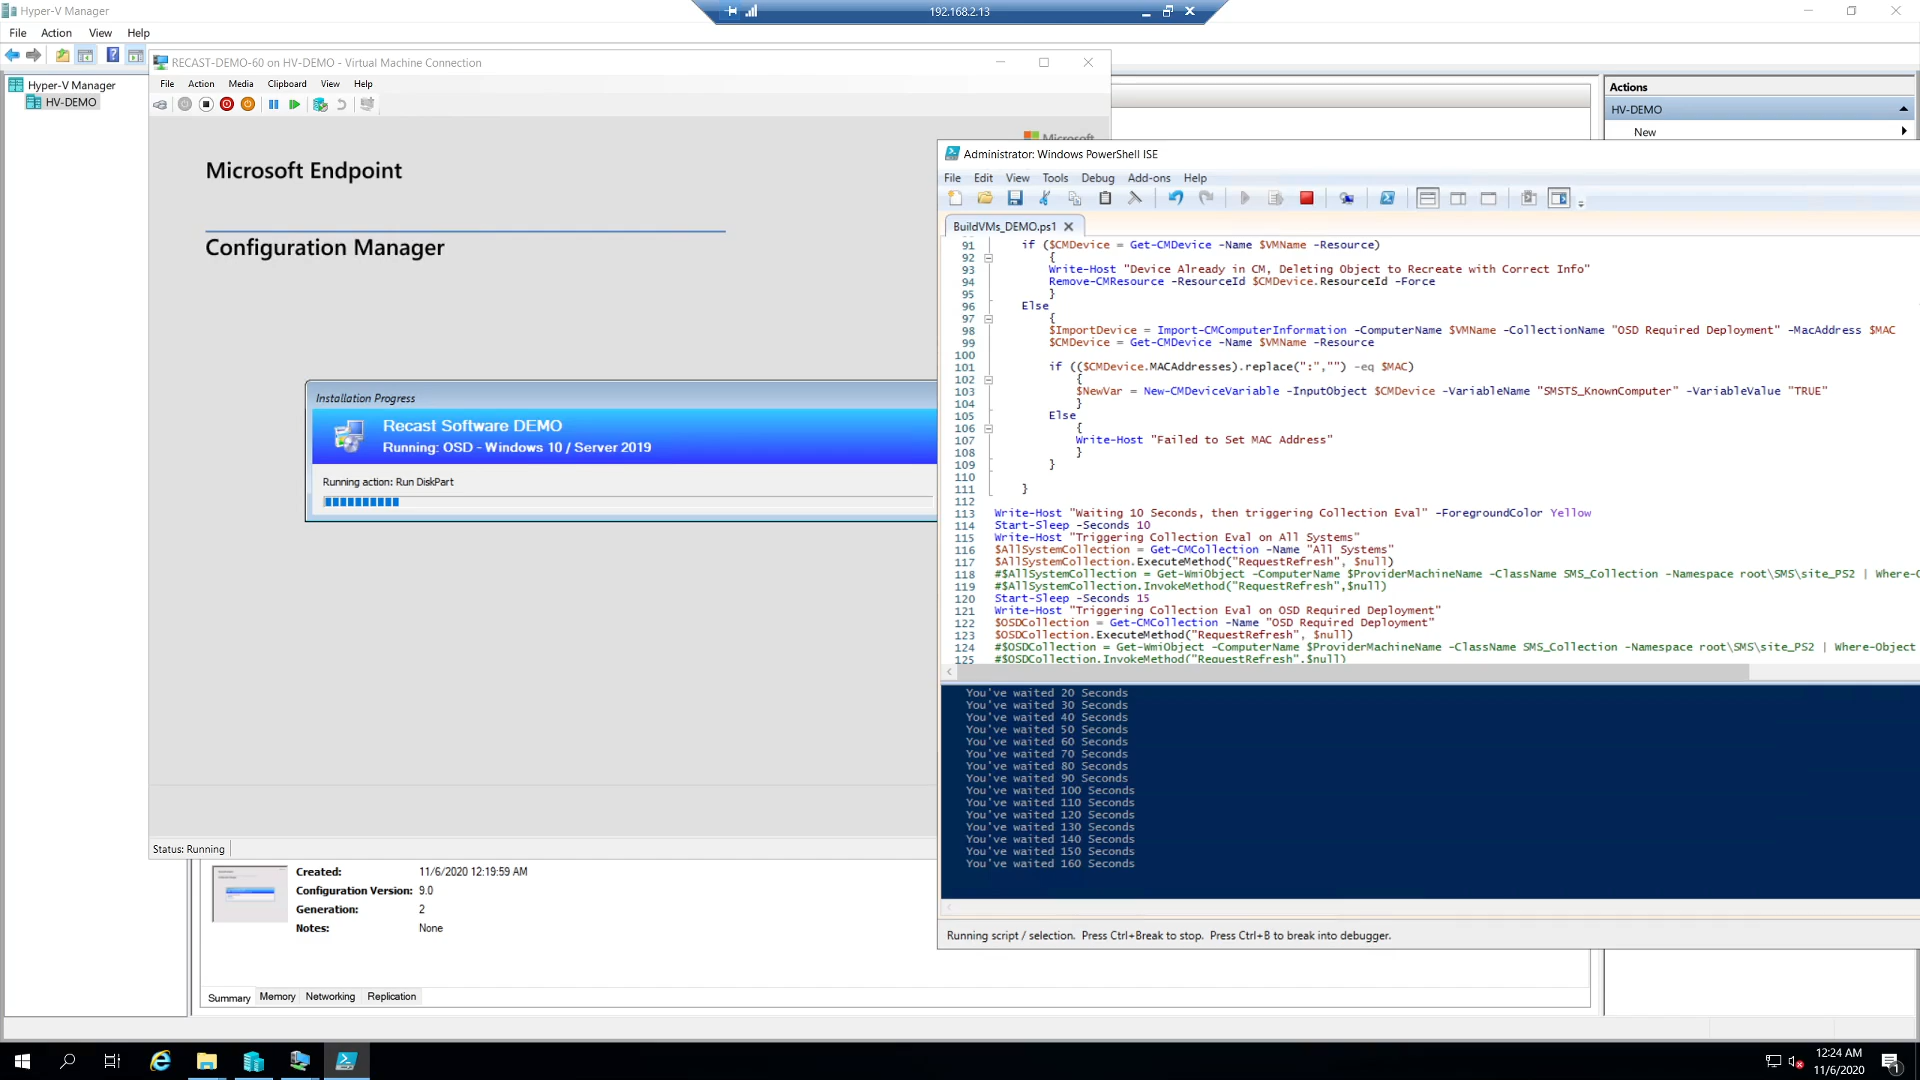 Hyper-V Manager
192.168.2.13
File Action View Help
Hyper-V Manager
HV-DEMO
RECAST-DEMO-60 on HV-DEMO - Virtual Machine Connection
File Action Media Clipboard View Help
Microsoft
Microsoft Endpoint
Configuration Manager
Installation Progress
Recast Software DEMO
Running: OSD - Windows 10 / Server 2019
Running action: Run DiskPart
Status: Running
Created: 11/6/2020 12:19:59 AM
Configuration Version: 9.0
Generation: 2
Notes: None
Summary Memory Networking Replication
Actions
HV-DEMO
New
Administrator: Windows PowerShell ISE
File Edit View Tools Debug Add-ons Help
BuildVMs_DEMO.ps1
91 if ($CMDevice = Get-CMDevice -Name $VMName -Resource)
92 {
93 Write-Host "Device Already in CM, Deleting Object to Recreate with Correct Info"
94 Remove-CMResource -ResourceId $CMDevice.ResourceId -Force
95 }
96 Else
97 {
98 $ImportDevice = Import-CMComputerInformation -ComputerName $VMName -CollectionName "OSD Required Deployment" -MacAddress $MAC
99 $CMDevice = Get-CMDevice -Name $VMName -Resource
100
101 if (($CMDevice.MACAddresses).replace(":","") -eq $MAC)
102 {
103 $NewVar = New-CMDeviceVariable -InputObject $CMDevice -VariableName "SMSTS_KnownComputer" -VariableValue "TRUE"
104 }
105 Else
106 {
107 Write-Host "Failed to Set MAC Address"
108 }
109 }
110
111 }
112
113 Write-Host "Waiting 10 Seconds, then triggering Collection Eval" -ForegroundColor Yellow
114 Start-Sleep -Seconds 10
115 Write-Host "Triggering Collection Eval on All Systems"
116 $AllSystemCollection = Get-CMCollection -Name "All Systems"
117 $AllSystemCollection.ExecuteMethod("RequestRefresh", $null)
118 #$AllSystemCollection = Get-WmiObject -ComputerName $ProviderMachineName -ClassName SMS_Collection -Namespace root\SMS\site_PS2 | Where-O
119 #$AllSystemCollection.InvokeMethod("RequestRefresh",$null)
120 Start-Sleep -Seconds 15
121 Write-Host "Triggering Collection Eval on OSD Required Deployment"
122 $OSDCollection = Get-CMCollection -Name "OSD Required Deployment"
123 $OSDCollection.ExecuteMethod("RequestRefresh", $null)
124 #$OSDCollection = Get-WmiObject -ComputerName $ProviderMachineName -ClassName SMS_Collection -Namespace root\SMS\site_PS2 | Where-Object
125 #$OSDCollection.InvokeMethod("RequestRefresh",$null)
You've waited 20 Seconds
You've waited 30 Seconds
You've waited 40 Seconds
You've waited 50 Seconds
You've waited 60 Seconds
You've waited 70 Seconds
You've waited 80 Seconds
You've waited 90 Seconds
You've waited 100 Seconds
You've waited 110 Seconds
You've waited 120 Seconds
You've waited 130 Seconds
You've waited 140 Seconds
You've waited 150 Seconds
You've waited 160 Seconds
Running script / selection. Press Ctrl+Break to stop. Press Ctrl+B to break into debugger.
12:24 AM
11/6/2020
1